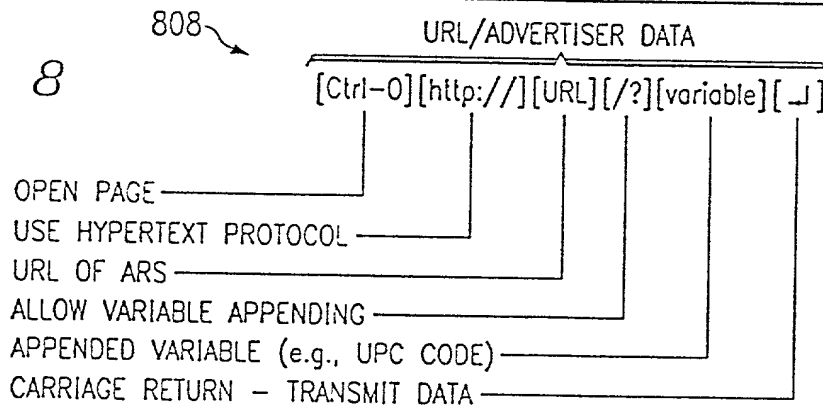 808
URL/ADVERTISER DATA
8
[Ctrl-O][http://][URL][/?][variable][↵]
OPEN PAGE
USE HYPERTEXT PROTOCOL
URL OF ARS
ALLOW VARIABLE APPENDING
APPENDED VARIABLE (e.g., UPC CODE)
CARRIAGE RETURN – TRANSMIT DATA